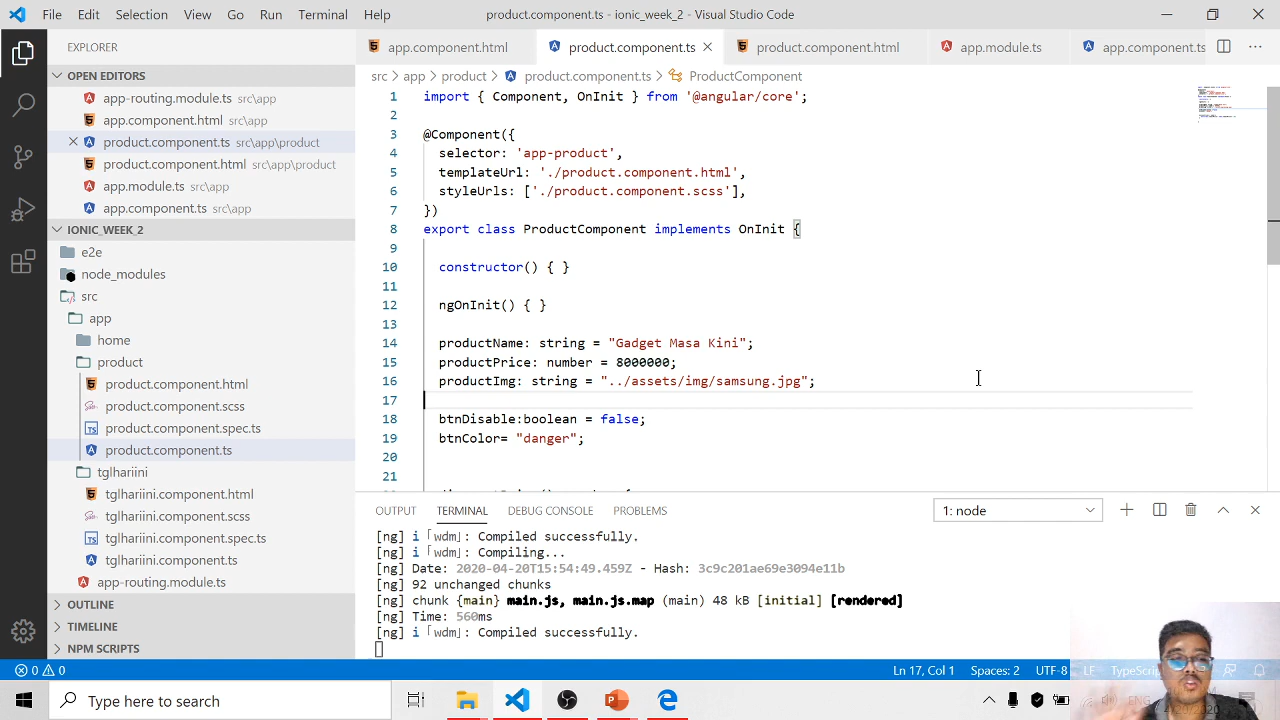 File Edit Selection View Go Run Terminal Help product.component.ts - ionic_week_2 - Visual Studio Code
EXPLORER
OPEN EDITORS
app-routing.module.ts src\app
app.component.html src\app
product.component.ts src\app\product
product.component.html src\app\product
app.module.ts src\app
app.component.ts src\app
IONIC_WEEK_2
e2e
node_modules
src
app
home
product
product.component.html
product.component.scss
product.component.spec.ts
product.component.ts
tglhariini
tglhariini.component.html
tglhariini.component.scss
tglhariini.component.spec.ts
tglhariini.component.ts
app-routing.module.ts
OUTLINE
TIMELINE
NPM SCRIPTS
app.component.html product.component.ts product.component.html app.module.ts app.component.ts
src > app > product > product.component.ts > ProductComponent
1 import { Component, OnInit } from '@angular/core';
2
3 @Component({
4 selector: 'app-product',
5 templateUrl: './product.component.html',
6 styleUrls: ['./product.component.scss'],
7 })
8 export class ProductComponent implements OnInit {
9
10 constructor() { }
11
12 ngOnInit() { }
13
14 productName: string = "Gadget Masa Kini";
15 productPrice: number = 8000000;
16 productImg: string = "../assets/img/samsung.jpg";
17
18 btnDisable:boolean = false;
19 btnColor= "danger";
20
21
OUTPUT TERMINAL DEBUG CONSOLE PROBLEMS 1: node
[ng] i ｢wdm｣: Compiled successfully.
[ng] i ｢wdm｣: Compiling...
[ng] Date: 2020-04-20T15:54:49.459Z - Hash: 3c9c201ae69e3094e11b
[ng] 92 unchanged chunks
[ng] chunk {main} main.js, main.js.map (main) 48 kB [initial] [rendered]
[ng] Time: 560ms
[ng] i ｢wdm｣: Compiled successfully.
0 0 Ln 17, Col 1 Spaces: 2 UTF-8 LF TypeScript
Type here to search ENG